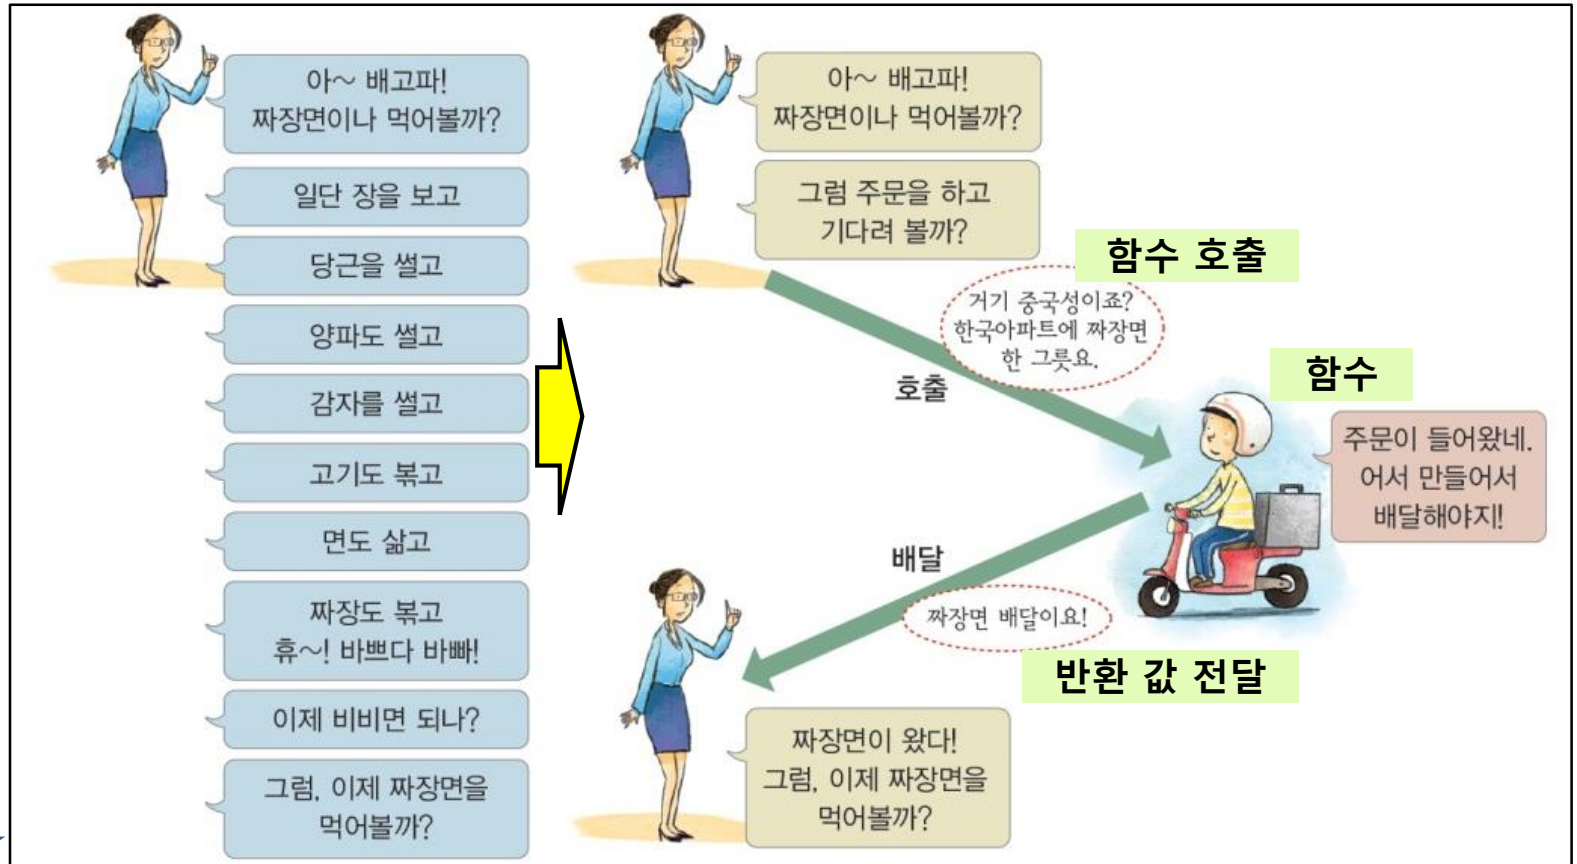 아~ 배고파!
짜장면이나 먹어볼까?
일단 장을 보고
당근을 썰고
양파도 썰고
감자를 썰고
고기도 볶고
면도 삶고
짜장도 볶고
휴~! 바쁘다 바빠!
이제 비비면 되나?
그럼, 이제 짜장면을
먹어볼까?
아~ 배고파!
짜장면이나 먹어볼까?
그럼 주문을 하고
기다려 볼까?
함수 호출
거기 중국성이죠?
한국아파트에 짜장면
한 그릇요.
호출
함수
주문이 들어왔네.
어서 만들어서
배달해야지!
배달
짜장면 배달이요!
반환 값 전달
짜장면이 왔다!
그럼, 이제 짜장면을
먹어볼까?